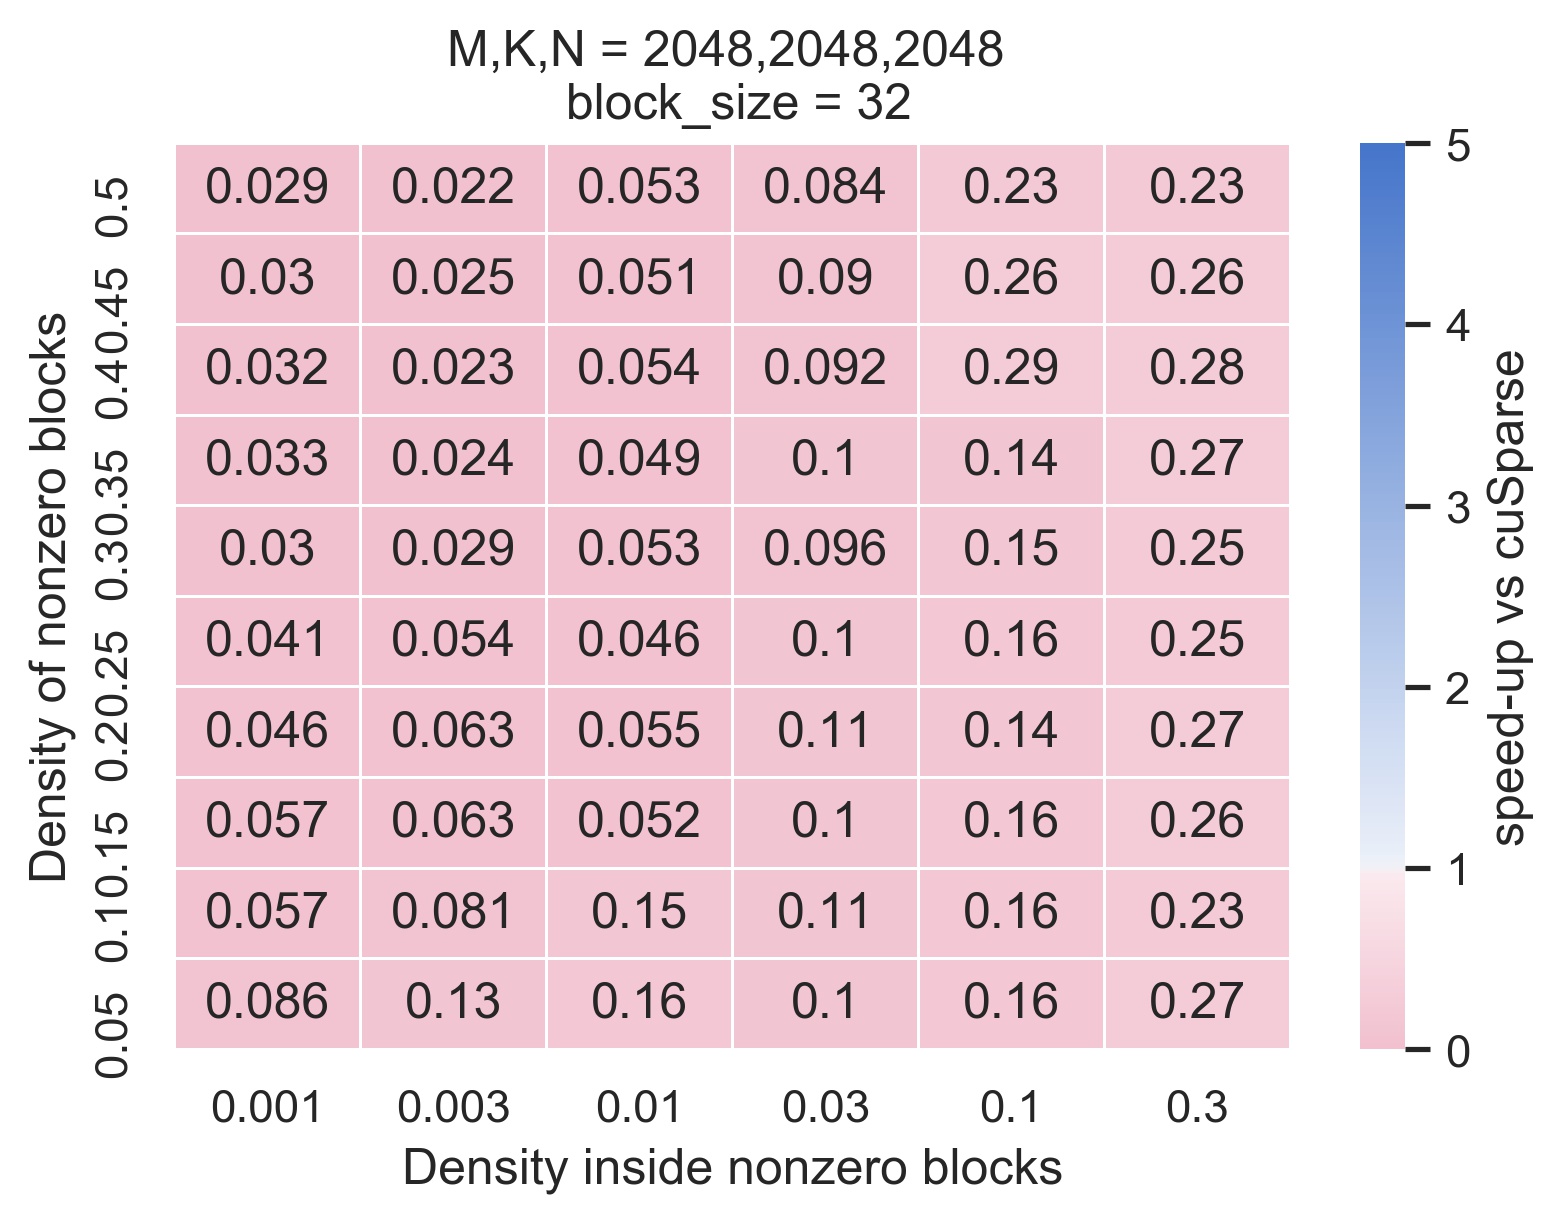 M,K,N = 2048,2048,2048
block_size = 32
Density of nonzero blocks
0.5 0.029 0.022 0.053 0.084 0.23 0.23
0.45 0.03 0.025 0.051 0.09 0.26 0.26
0.4 0.032 0.023 0.054 0.092 0.29 0.28
0.35 0.033 0.024 0.049 0.1 0.14 0.27
0.3 0.03 0.029 0.053 0.096 0.15 0.25
0.25 0.041 0.054 0.046 0.1 0.16 0.25
0.2 0.046 0.063 0.055 0.11 0.14 0.27
0.15 0.057 0.063 0.052 0.1 0.16 0.26
0.1 0.057 0.081 0.15 0.11 0.16 0.23
0.05 0.086 0.13 0.16 0.1 0.16 0.27
0.001 0.003 0.01 0.03 0.1 0.3
Density inside nonzero blocks
5
4
3
2
1
0
speed-up vs cuSparse